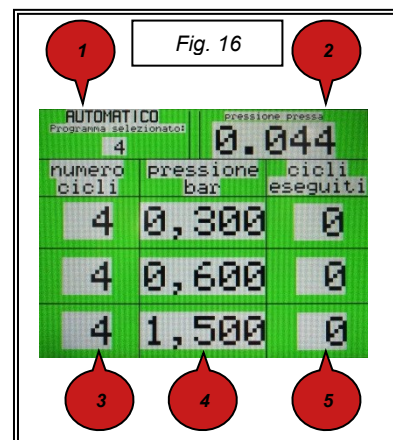 Fig. 16
1
2
AUTOMATICO
Programma selezionato:
4
pressione pressa
0.044
numero cicli
pressione bar
cicli eseguiti
4 0,300 0
4 0,600 0
4 1,500 0
3
4
5